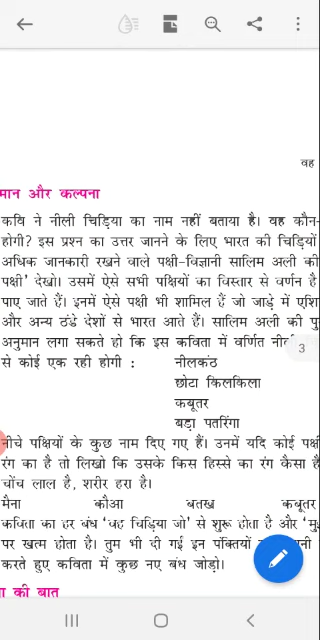 वह
मान और कल्पना
कवि ने नीली चिड़िया का नाम नहीं बताया है। वह कौन-
होगी? इस प्रश्न का उत्तर जानने के लिए भारत की चिड़ियों
अधिक जानकारी रखने वाले पक्षी-विज्ञानी सालिम अली की
पक्षी' देखो। उसमें ऐसे सभी पक्षियों का विस्तार से वर्णन है
पाए जाते हैं। इनमें ऐसे पक्षी भी शामिल हैं जो जाड़े में एशि
और अन्य ठंडे देशों से भारत आते हैं। सालिम अली की पु
अनुमान लगा सकते हो कि इस कविता में वर्णित नील
3
से कोई एक रही होगी : नीलकंठ
छोटा किलकिला
कबूतर
बड़ा पतरिंगा
नीचे पक्षियों के कुछ नाम दिए गए हैं। उनमें यदि कोई पक्ष
रंग का है तो लिखो कि उसके किस हिस्से का रंग कैसा है
चोंच लाल है, शरीर हरा है।
मैना कौआ बतख कबूतर
कविता का हर बंध 'वह चिड़िया जो' से शुरू होता है और 'मु
पर खत्म होता है। तुम भी दी गई इन पंक्तियों
करते हुए कविता में कुछ नए बंध जोड़ो।
ा की बात